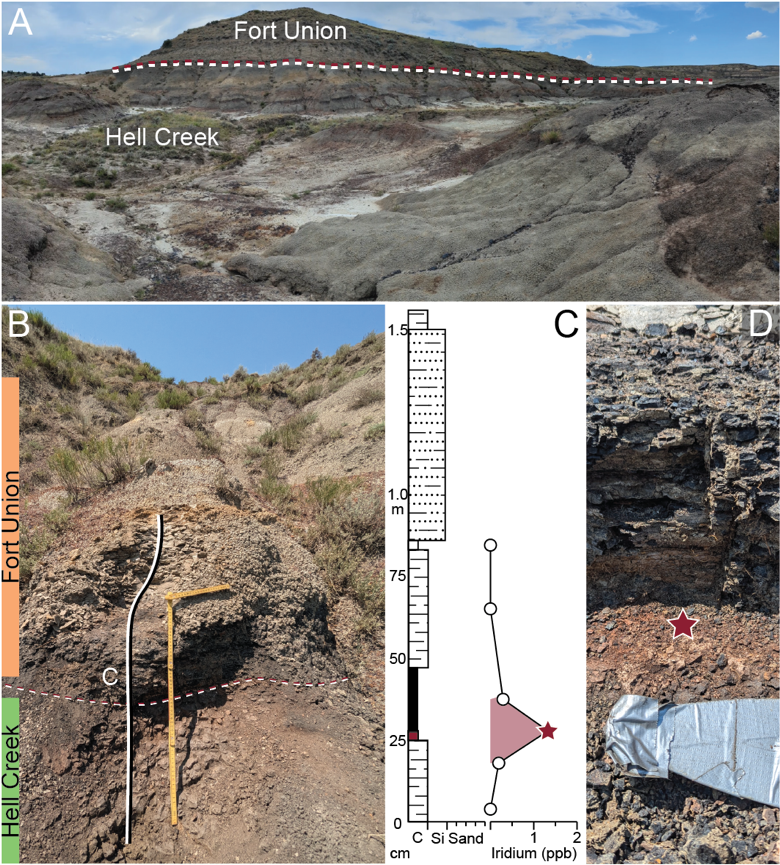 A
Fort Union
Hell Creek
B
Fort Union
Hell Creek
C
C
1.5
1.0
m
75
50
25
0
cm
C Si Sand
1 2
Iridium (ppb)
D